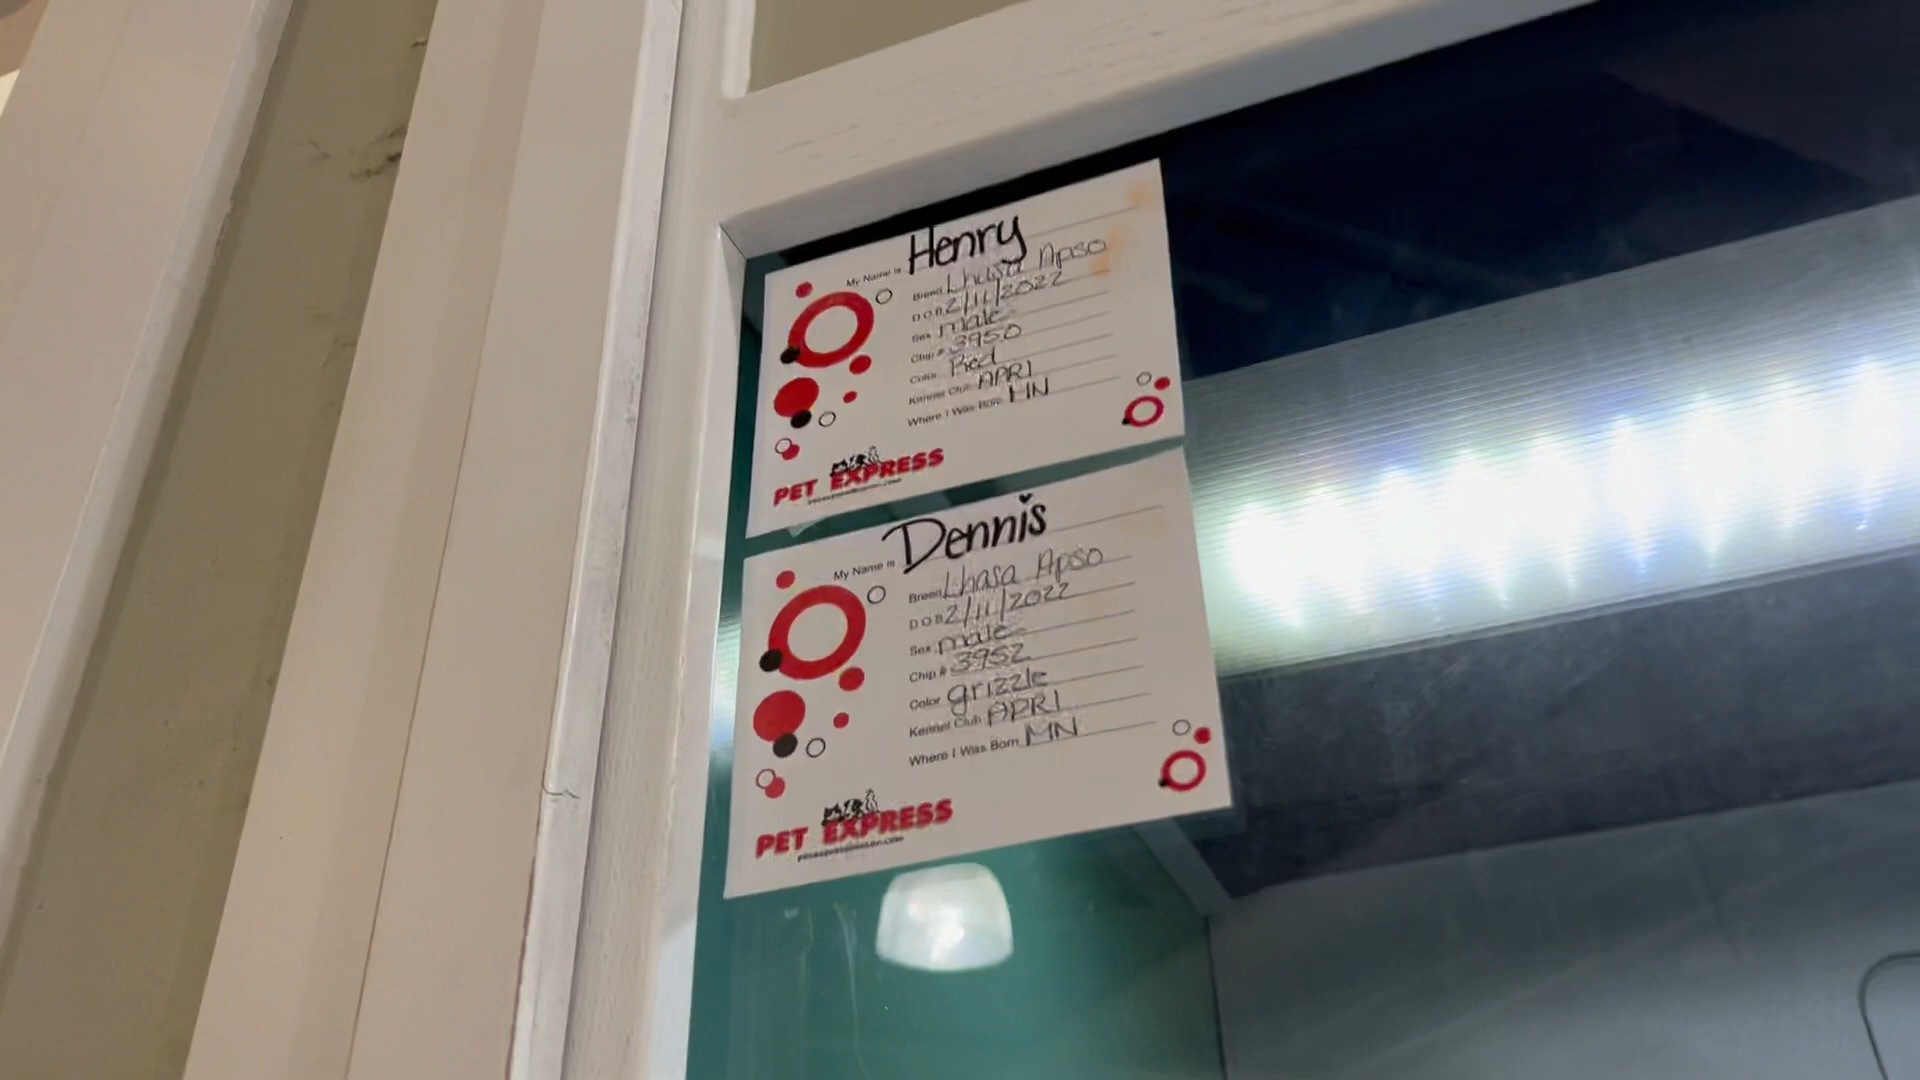 My Name is Henry
Breed Lhasa Apso
D O B 2/11/2022
Sex male
Chip # 3950
Color Pied
Kennel Club APRI
Where I Was Born MN
PET EXPRESS
My Name is Dennis
Breed Lhasa Apso
D O B 2/11/2022
Sex male
Chip # 3952
Color grizzle
Kennel Club APRI
Where I Was Born MN
PET EXPRESS